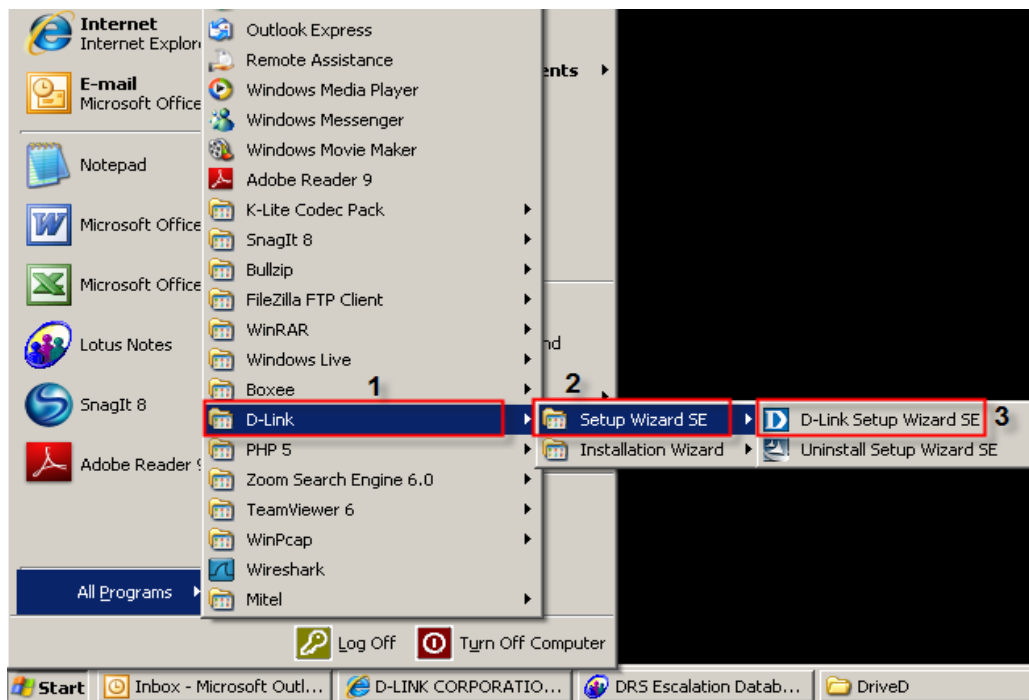 Internet
Internet Explor
E-mail
Microsoft Office
Notepad
Microsoft Office
Microsoft Office
Lotus Notes
SnagIt 8
Adobe Reader 9
All Programs
Outlook Express
Remote Assistance
Windows Media Player
Windows Messenger
Windows Movie Maker
Adobe Reader 9
K-Lite Codec Pack
SnagIt 8
Bullzip
FileZilla FTP Client
WinRAR
Windows Live
Boxee
1
D-Link
PHP 5
Zoom Search Engine 6.0
TeamViewer 6
WinPcap
Wireshark
Mitel
ents
nd
2
Setup Wizard SE
Installation Wizard
D-Link Setup Wizard SE 3
Uninstall Setup Wizard SE
Log Off
Turn Off Computer
Start
Inbox - Microsoft Outl...
D-LINK CORPORATIO...
DRS Escalation Datab...
DriveD